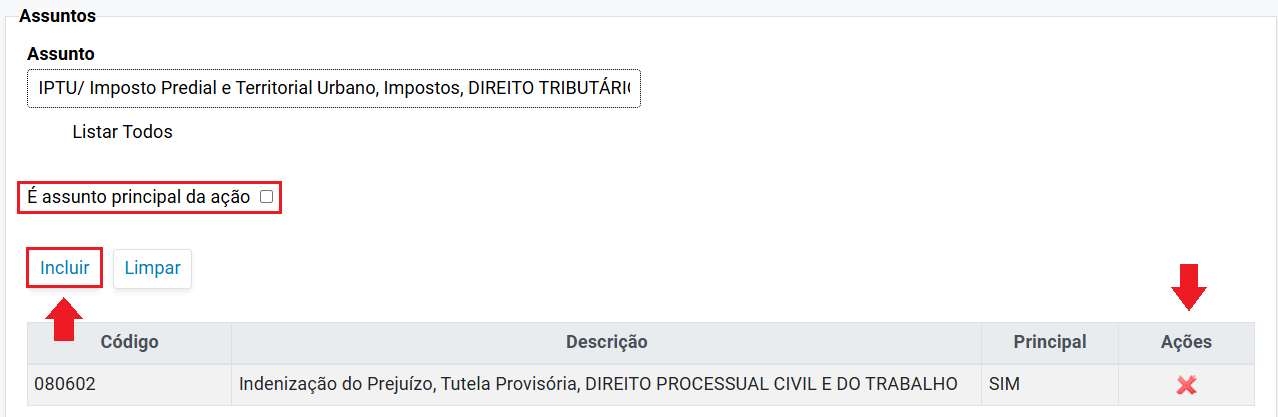 Assuntos
Assunto
IPTU/ Imposto Predial e Territorial Urbano, Impostos, DIREITO TRIBUTÁRI
Listar Todos
É assunto principal da ação
Incluir Limpar
Código Descrição Principal Ações
080602 Indenização do Prejuízo, Tutela Provisória, DIREITO PROCESSUAL CIVIL E DO TRABALHO SIM